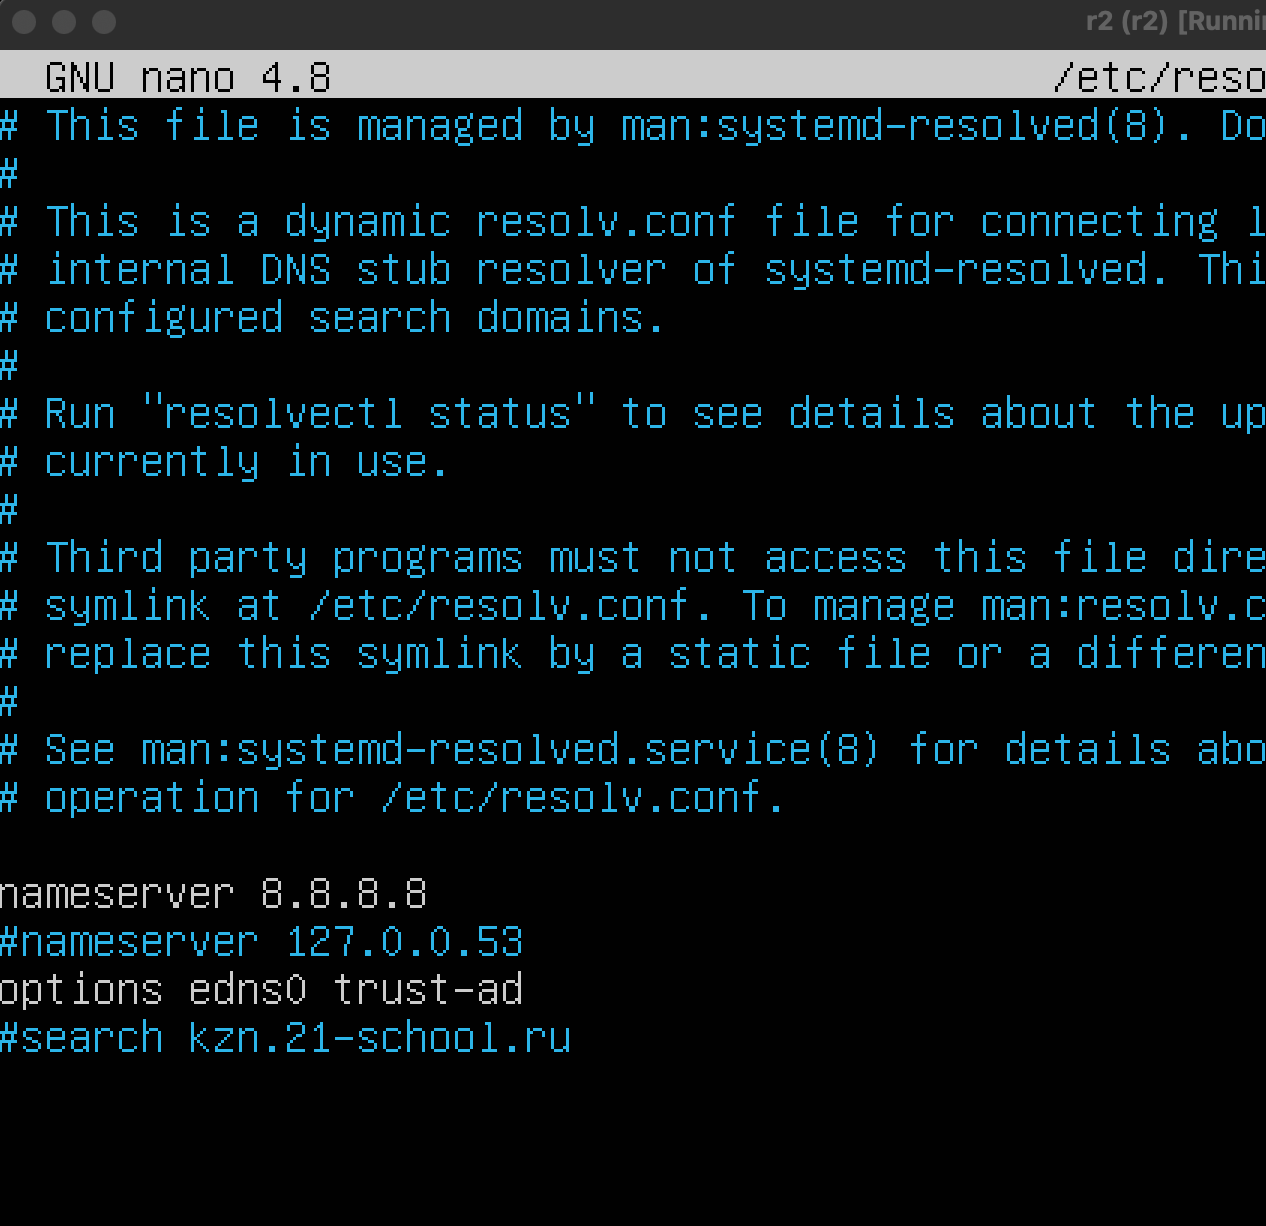 r2 (r2) [Runnin
GNU nano 4.8 /etc/reso
# This file is managed by man:systemd-resolved(8). Do
#
# This is a dynamic resolv.conf file for connecting l
# internal DNS stub resolver of systemd-resolved. Thi
# configured search domains.
#
# Run "resolvectl status" to see details about the up
# currently in use.
#
# Third party programs must not access this file dire
# symlink at /etc/resolv.conf. To manage man:resolv.c
# replace this symlink by a static file or a differen
#
# See man:systemd-resolved.service(8) for details abo
# operation for /etc/resolv.conf.
nameserver 8.8.8.8
#nameserver 127.0.0.53
options edns0 trust-ad
#search kzn.21-school.ru